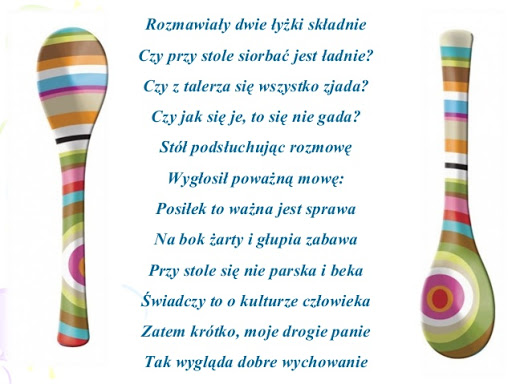 Rozmawiały dwie łyżki składnie
Czy przy stole siorbać jest ładnie?
Czy z talerza się wszystko zjada?
Czy jak się je, to się nie gada?
Stół podsłuchując rozmowę
Wygłosił poważną mowę:
Posiłek to ważna jest sprawa
Na bok żarty i głupia zabawa
Przy stole się nie parska i beka
Świadczy to o kulturze człowieka
Zatem krótko, moje drogie panie
Tak wygląda dobre wychowanie